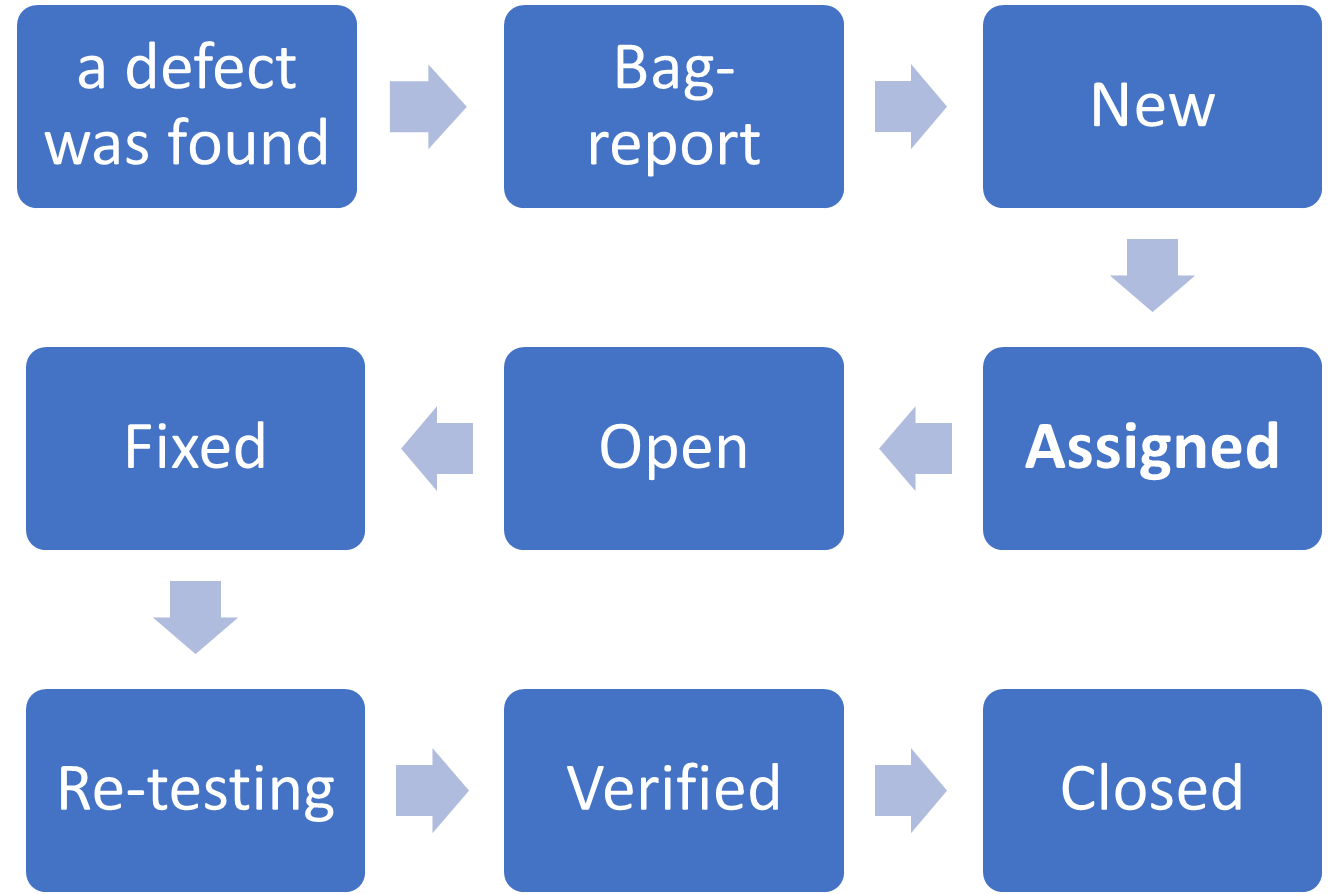 a defect
was found
Bag-
report
New
Assigned
Open
Fixed
Re-testing
Verified
Closed